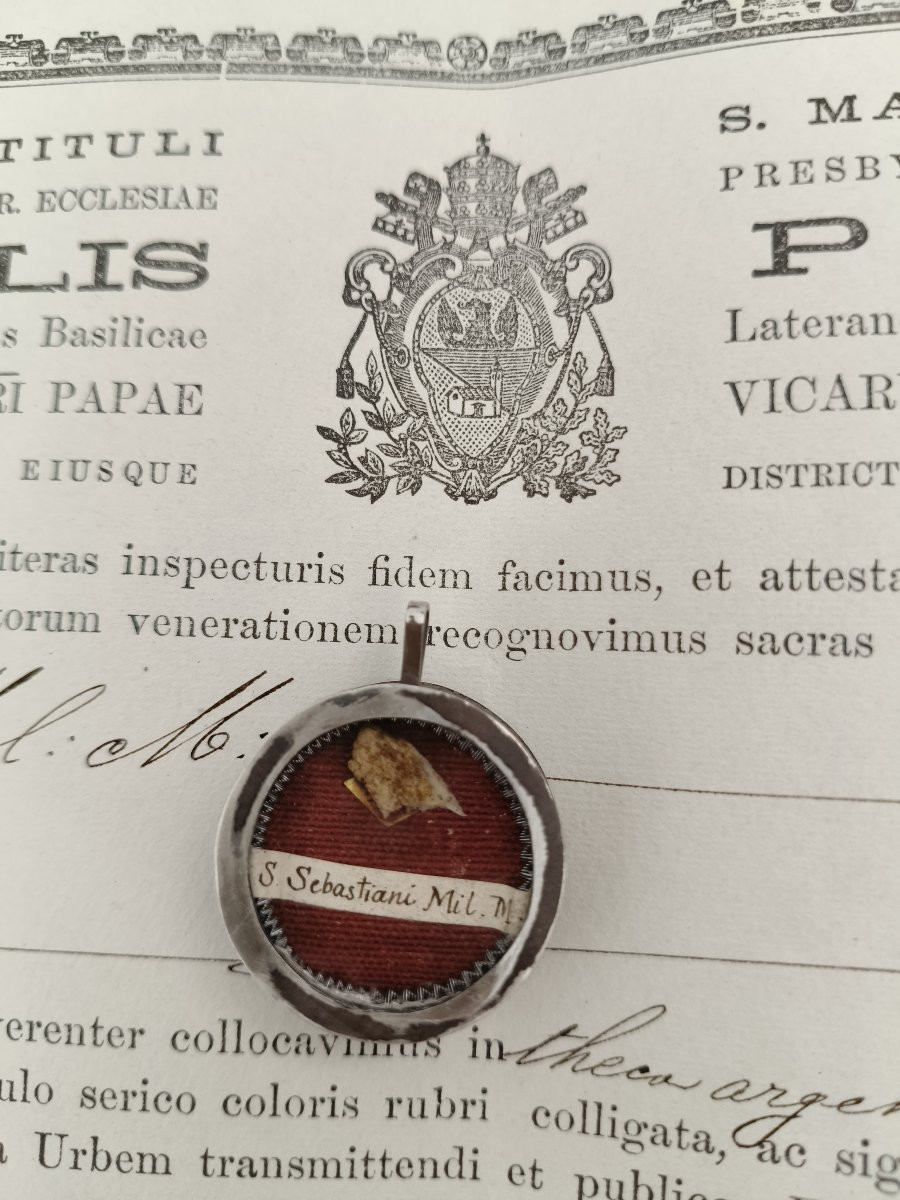 TITULI S. MA
R. ECCLESIAE PRESBY
LIS P
s Basilicae Lateran
RI PAPAE VICAR
EIUSQUE DISTRICT
iteras inspecturis fidem facimus, et attesta
torum venerationem recognovimus sacras
l: M:
S. Sebastiani Mil. M.
verenter collocavimus in theca argen
ulo serico coloris rubri colligata, ac sig
a Urbem transmittendi et public